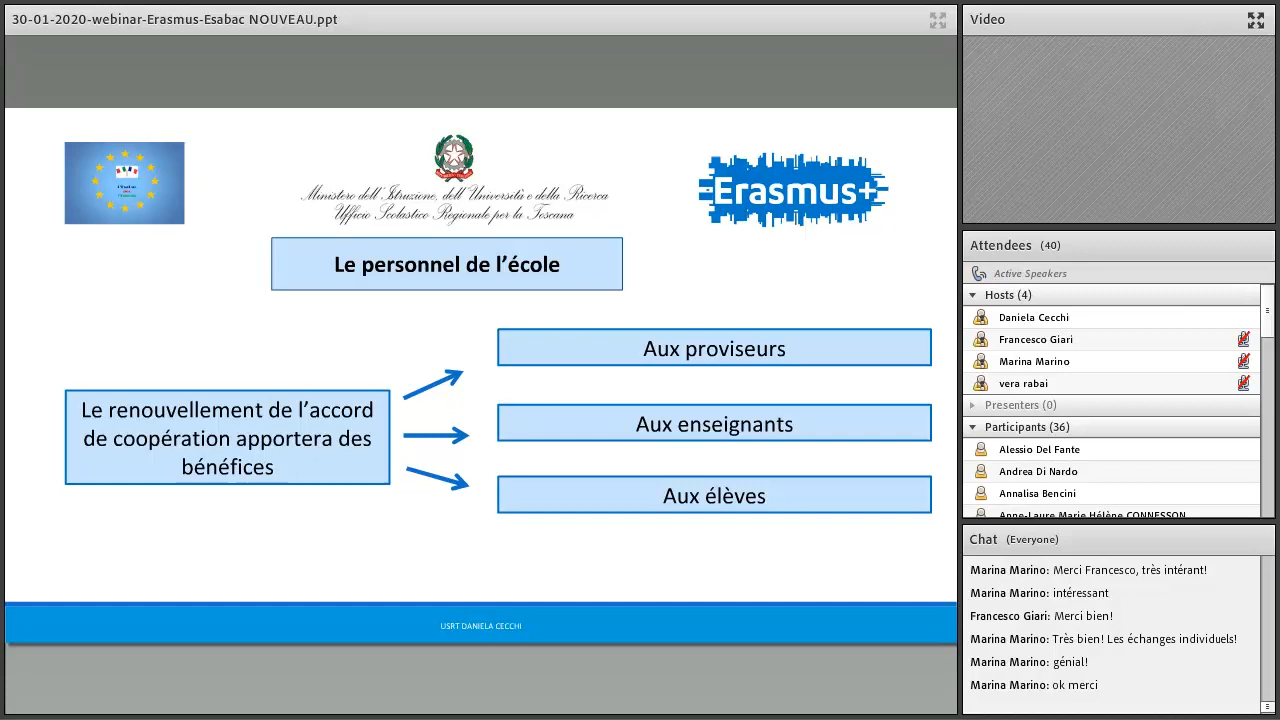 30-01-2020-webinar-Erasmus-Esabac NOUVEAU.ppt
Ministero dell'Istruzione, dell'Università e della Ricerca
Ufficio Scolastico Regionale per la Toscana
Erasmus+
Le personnel de l'école
Le renouvellement de l'accord
de coopération apportera des
bénéfices
Aux proviseurs
Aux enseignants
Aux élèves
USRT DANIELA CECCHI
Video
Attendees (40)
Active Speakers
Hosts (4)
Daniela Cecchi
Francesco Giari
Marina Marino
vera rabai
Presenters (0)
Participants (36)
Alessio Del Fante
Andrea Di Nardo
Annalisa Bencini
Anne-Laure Marie Hélène CONNESSON
Chat (Everyone)
Marina Marino: Merci Francesco, très intérant!
Marina Marino: intéressant
Francesco Giari: Merci bien!
Marina Marino: Très bien! Les échanges individuels!
Marina Marino: génial!
Marina Marino: ok merci